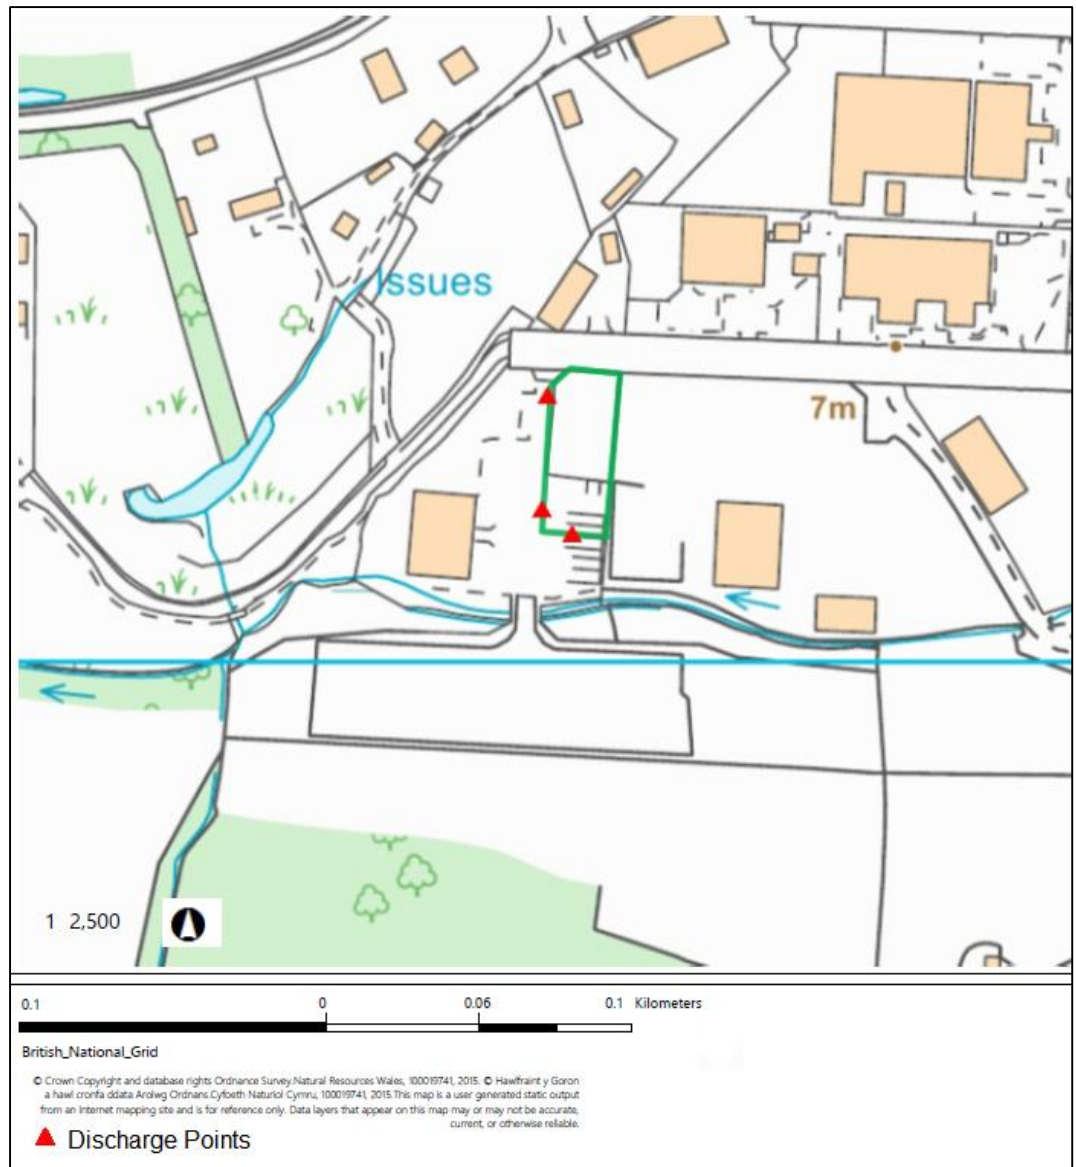 Issues
7m
1 2,500
0.1 0 0.06 0.1 Kilometers
British_National_Grid
© Crown Copyright and database rights Ordnance Survey.Natural Resources Wales, 100019741, 2015. © Hawlfraint y Goron
a hawl cronfa ddata Arolwg Ordnans.Cyfoeth Naturiol Cymru, 100019741, 2015.This map is a user generated static output
from an Internet mapping site and is for reference only. Data layers that appear on this map may or may not be accurate,
current, or otherwise reliable.
Discharge Points